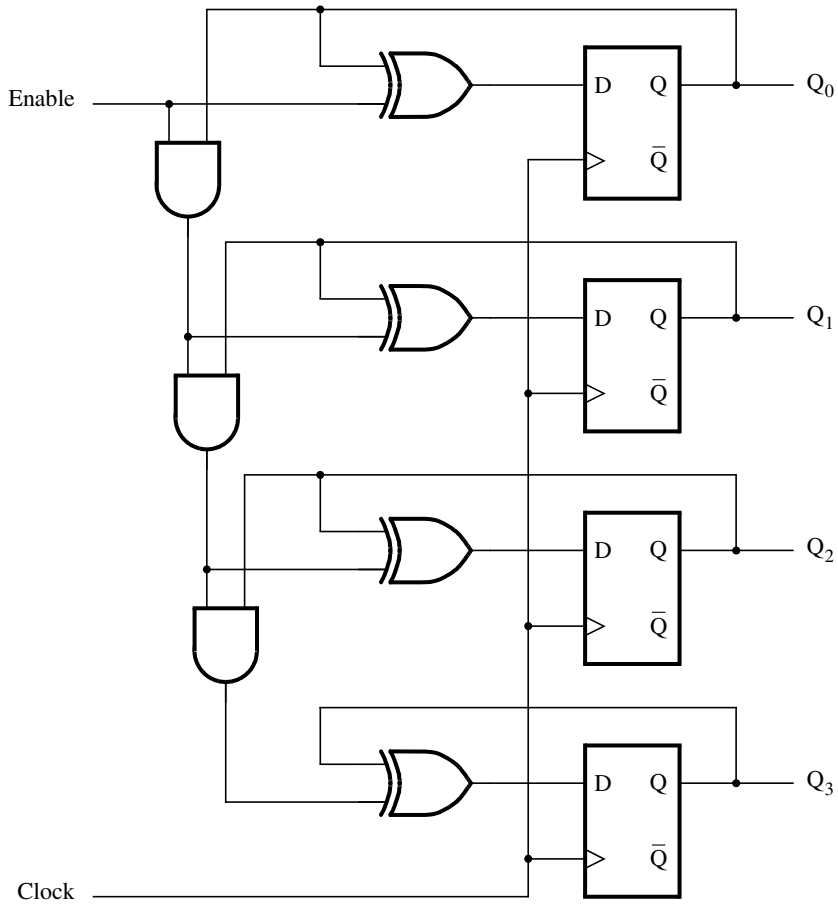 Enable
D Q Q₀
Q̄
D Q Q₁
Q̄
D Q Q₂
Q̄
D Q Q₃
Q̄
Clock